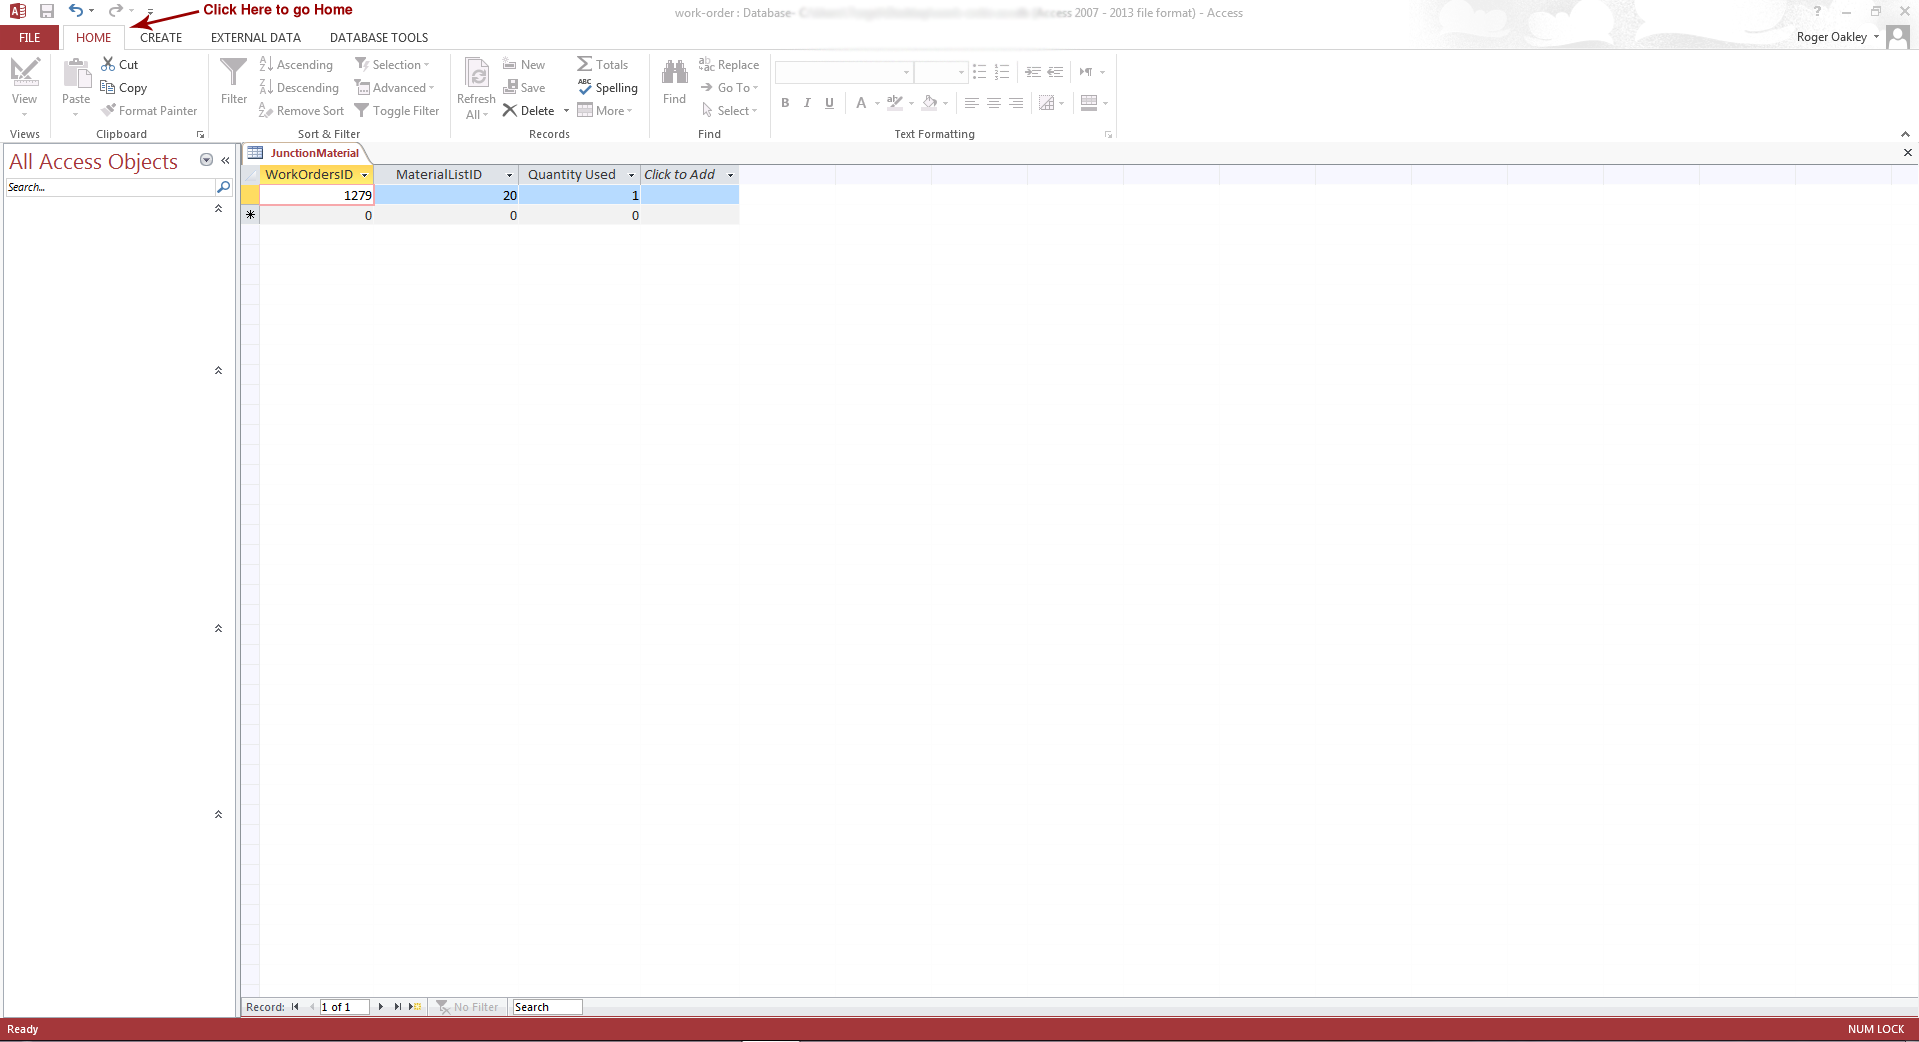 Click Here to go Home
work-order : Database- (Access 2007 - 2013 file format) - Access
FILE HOME CREATE EXTERNAL DATA DATABASE TOOLS
Roger Oakley
View
Views
Paste
Cut
Copy
Format Painter
Clipboard
Filter
Ascending
Descending
Remove Sort
Selection
Advanced
Toggle Filter
Sort & Filter
Refresh
All
New
Save
Delete
Totals
Spelling
More
Records
Find
Replace
Go To
Select
Find
B I U A
Text Formatting
All Access Objects
Search...
JunctionMaterial
WorkOrdersID MaterialListID Quantity Used Click to Add
1279 20 1
0 0 0
Record: 1 of 1 No Filter Search
Ready
NUM LOCK